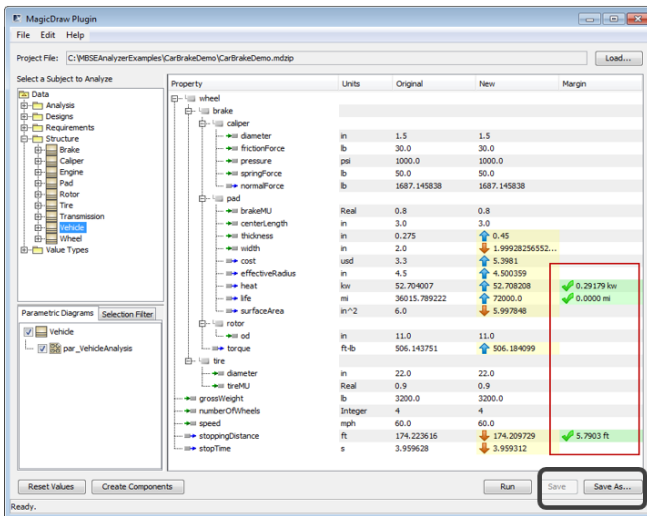 MagicDraw Plugin
File Edit Help
Project File: C:\MBSEAnalyzerExamples\CarBrakeDemo\CarBrakeDemo.mdzip Load...
Select a Subject to Analyze
Data
Analysis
Designs
Requirements
Structure
Brake
Caliper
Engine
Pad
Rotor
Tire
Transmission
Vehicle
Wheel
Value Types
Parametric Diagrams Selection Filter
Vehicle
par_VehicleAnalysis
Property Units Original New Margin
wheel
brake
caliper
diameter in 1.5 1.5
frictionForce lb 30.0 30.0
pressure psi 1000.0 1000.0
springForce lb 50.0 50.0
normalForce lb 1687.145838 1687.145838
pad
brakeMU Real 0.8 0.8
centerLength in 3.0 3.0
thickness in 0.275 0.45
width in 2.0 1.99928256552...
cost usd 3.3 5.3981
effectiveRadius in 4.5 4.500359
heat kw 52.704007 52.708208 0.29179 kw
life mi 36015.789222 72000.0 0.0000 mi
surfaceArea in^2 6.0 5.997848
rotor
od in 11.0 11.0
torque ft-lb 506.143751 506.184099
tire
diameter in 22.0 22.0
tireMU Real 0.9 0.9
grossWeight lb 3200.0 3200.0
numberOfWheels Integer 4 4
speed mph 60.0 60.0
stoppingDistance ft 174.223616 174.209729 5.7903 ft
stopTime s 3.959628 3.959312
Reset Values Create Components Run Save Save As...
Ready.